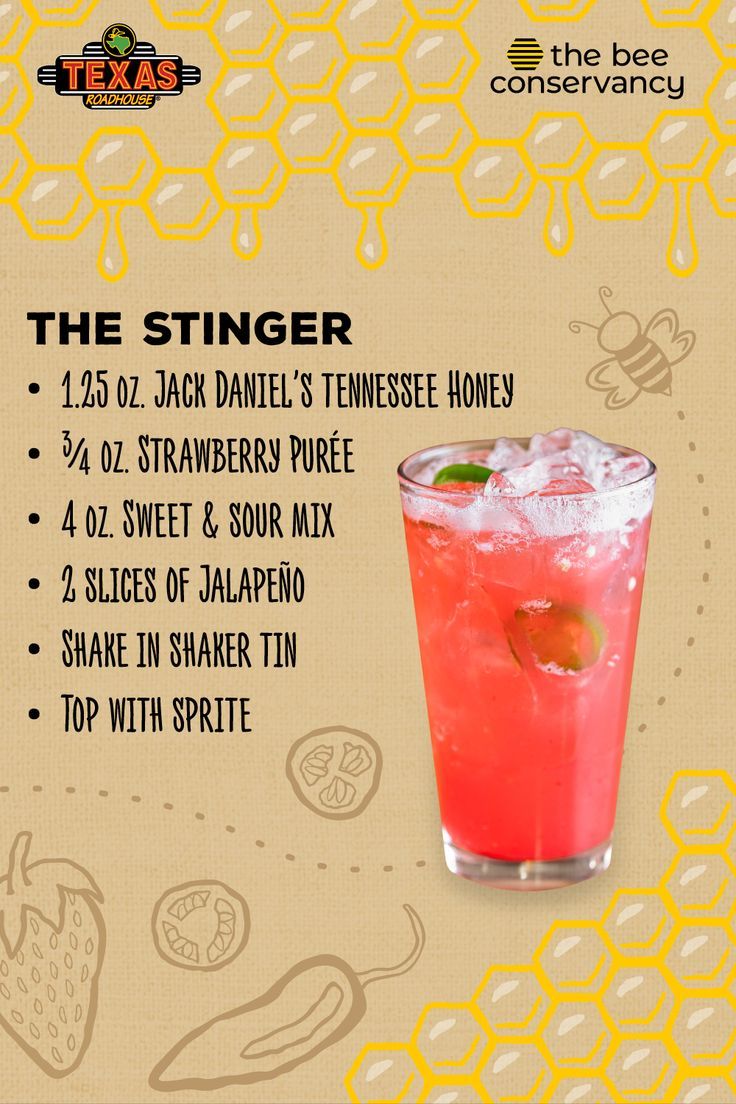 TEXAS
ROADHOUSE®
the bee
conservancy
THE STINGER
• 1.25 oz. Jack Daniel's Tennessee Honey
• ¾ oz. Strawberry Purée
• 4 oz. Sweet & sour mix
• 2 slices of Jalapeño
• Shake in shaker tin
• Top with sprite